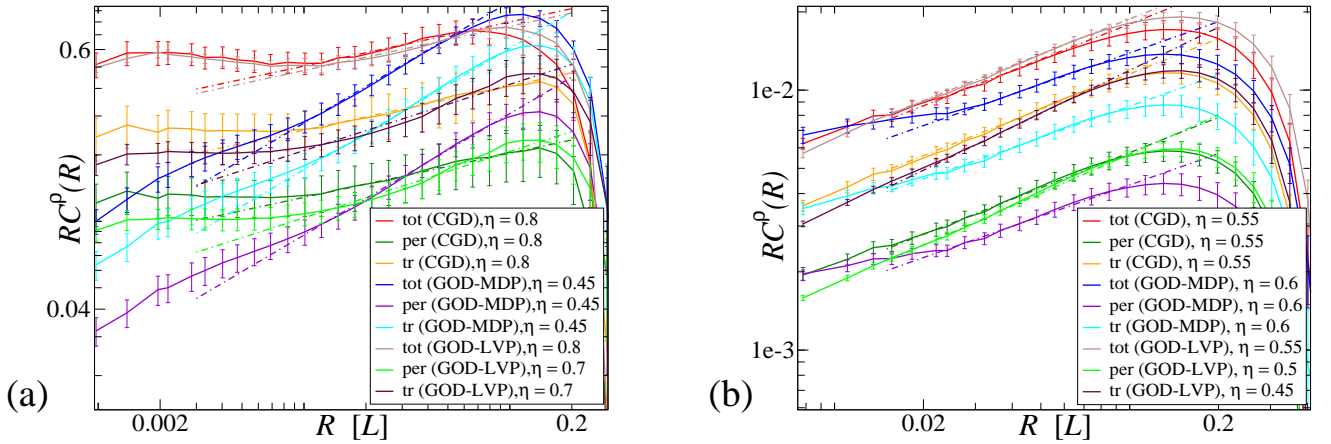 0.6
0.04
RC^ρ(R)
tot (CGD), η = 0.8
per (CGD), η = 0.8
tr (CGD), η = 0.8
tot (GOD-MDP), η = 0.45
per (GOD-MDP), η = 0.45
tr (GOD-MDP), η = 0.45
tot (GOD-LVP), η = 0.8
per (GOD-LVP), η = 0.7
tr (GOD-LVP), η = 0.7
(a)
0.002
R [L]
0.2
1e-2
1e-3
RC^ρ(R)
tot (CGD), η = 0.55
per (CGD), η = 0.55
tr (CGD), η = 0.55
tot (GOD-MDP), η = 0.6
per (GOD-MDP), η = 0.6
tr (GOD-MDP), η = 0.6
tot (GOD-LVP), η = 0.55
per (GOD-LVP), η = 0.5
tr (GOD-LVP), η = 0.45
(b)
0.02
R [L]
0.2